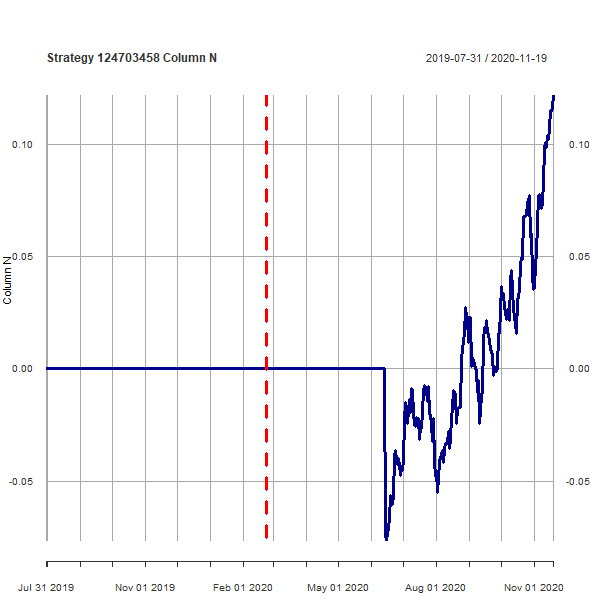 Strategy 124703458 Column N 2019-07-31 / 2020-11-19
0.10 0.10
0.05 0.05
Column N
0.00 0.00
-0.05 -0.05
Jul 31 2019 Nov 01 2019 Feb 01 2020 May 01 2020 Aug 01 2020 Nov 01 2020